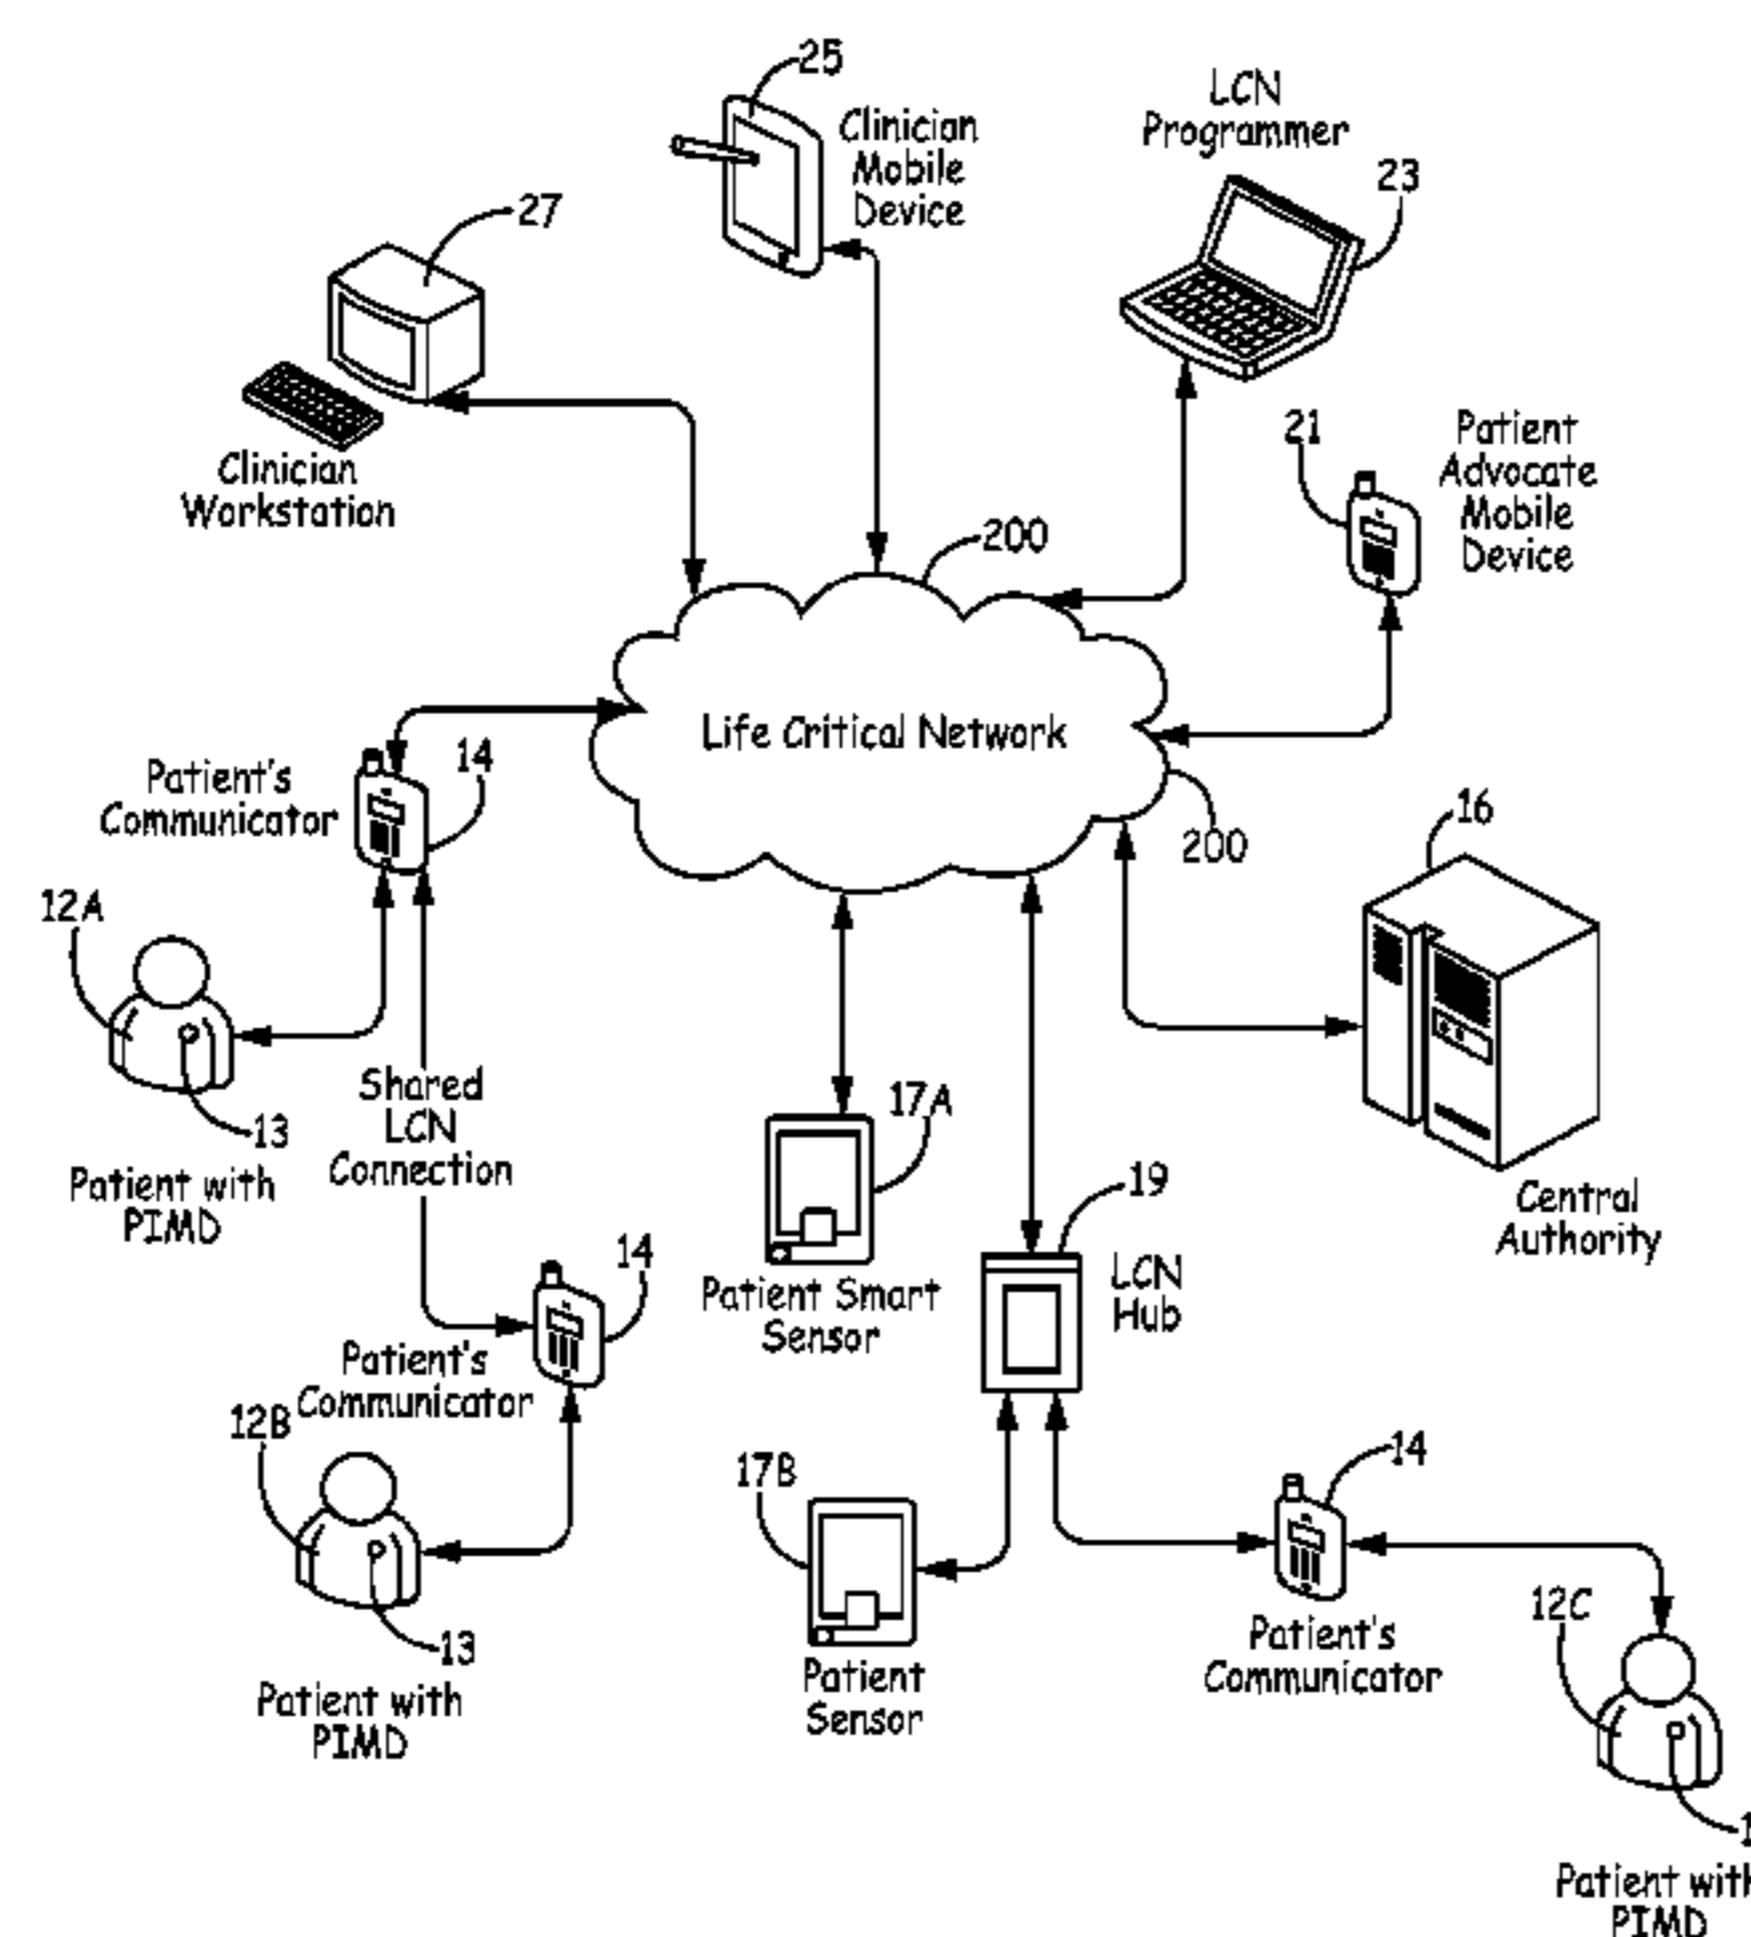 25
Clinician
Mobile
Device
LCN
Programmer
23
27
Clinician
Workstation
21
Patient
Advocate
Mobile
Device
200
Life Critical Network
200
Patient's
Communicator
14
16
Central
Authority
12A
13
Patient with
PIMD
Shared
LCN
Connection
17A
Patient Smart
Sensor
19
LCN
Hub
14
Patient's
Communicator
12B
13
Patient with
PIMD
17B
Patient
Sensor
14
Patient's
Communicator
12C
Patient with
PIMD